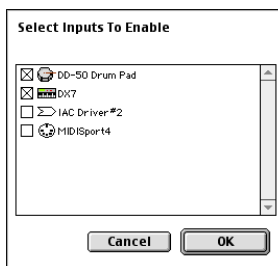 Select Inputs To Enable
DD-50 Drum Pad
DX7
IAC Driver#2
MIDISport4
Cancel
OK